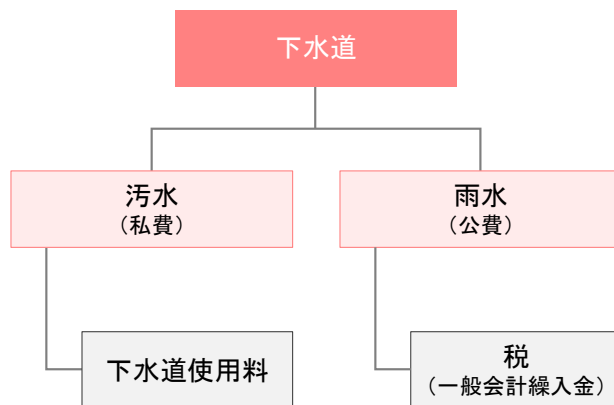 下水道
汚水
（私費）
雨水
（公費）
下水道使用料
税
（一般会計繰入金）